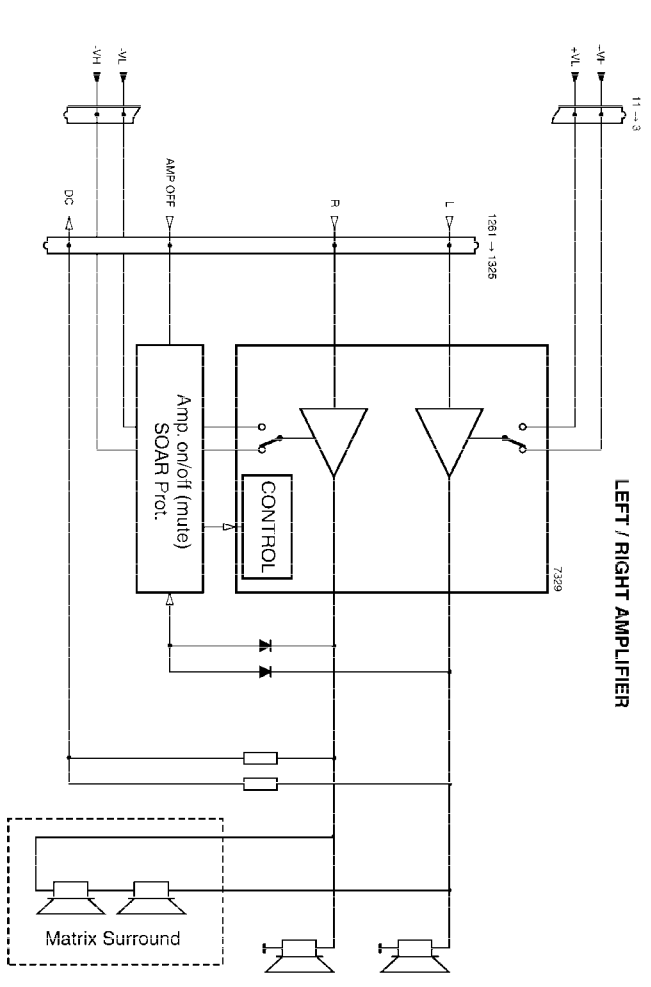 LEFT / RIGHT AMPLIFIER
11 → 3
+VL
-VL
-VH
1261 → 1325
L
R
AMP OFF
DC
7329
CONTROL
Amp. on/off (mute)
SOAR Prot.
Matrix Surround